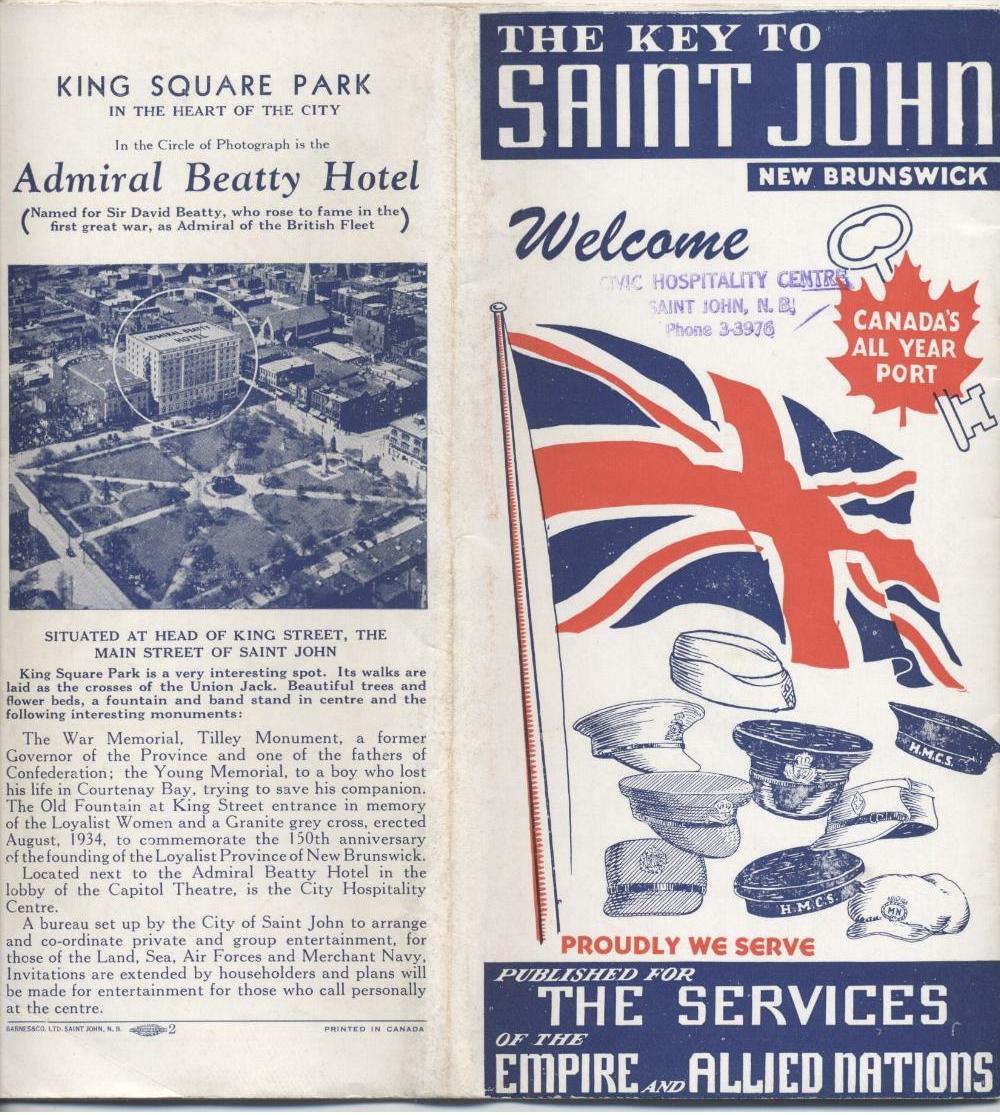 KING SQUARE PARK
IN THE HEART OF THE CITY
In the Circle of Photograph is the
Admiral Beatty Hotel
(Named for Sir David Beatty, who rose to fame in the
first great war, as Admiral of the British Fleet)
ADMIRAL BEATTY
HOTEL
SITUATED AT HEAD OF KING STREET, THE
MAIN STREET OF SAINT JOHN
King Square Park is a very interesting spot. Its walks are
laid as the crosses of the Union Jack. Beautiful trees and
flower beds, a fountain and band stand in centre and the
following interesting monuments:
The War Memorial, Tilley Monument, a former
Governor of the Province and one of the fathers of
Confederation; the Young Memorial, to a boy who lost
his life in Courtenay Bay, trying to save his companion.
The Old Fountain at King Street entrance in memory
of the Loyalist Women and a Granite grey cross, erected
August, 1934, to commemorate the 150th anniversary
of the founding of the Loyalist Province of New Brunswick.
Located next to the Admiral Beatty Hotel in the
lobby of the Capitol Theatre, is the City Hospitality
Centre.
A bureau set up by the City of Saint John to arrange
and co-ordinate private and group entertainment, for
those of the Land, Sea, Air Forces and Merchant Navy.
Invitations are extended by householders and plans will
be made for entertainment for those who call personally
at the centre.
BARNES&CO. LTD. SAINT JOHN, N. B. 2 PRINTED IN CANADA
THE KEY TO
SAINT JOHN
NEW BRUNSWICK
Welcome
CIVIC HOSPITALITY CENTRE
SAINT JOHN, N. B.
Phone 3-3976
CANADA'S
ALL YEAR
PORT
H.M.C.S.
H.M.C.S.
MN
PROUDLY WE SERVE
PUBLISHED FOR
THE SERVICES
OF THE
EMPIRE AND ALLIED NATIONS